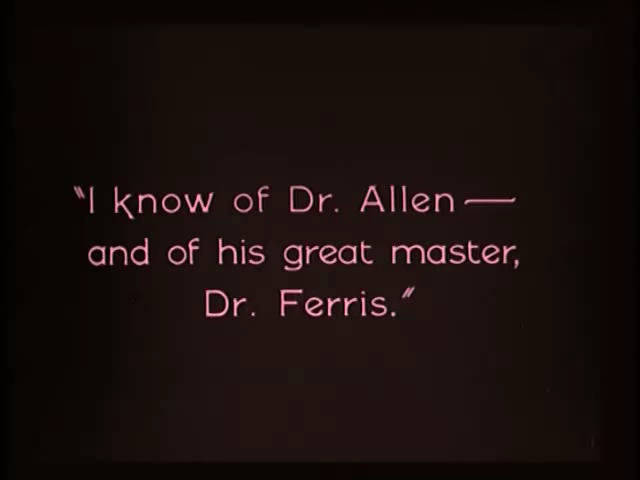 "I know of Dr. Allen—
and of his great master,
Dr. Ferris."